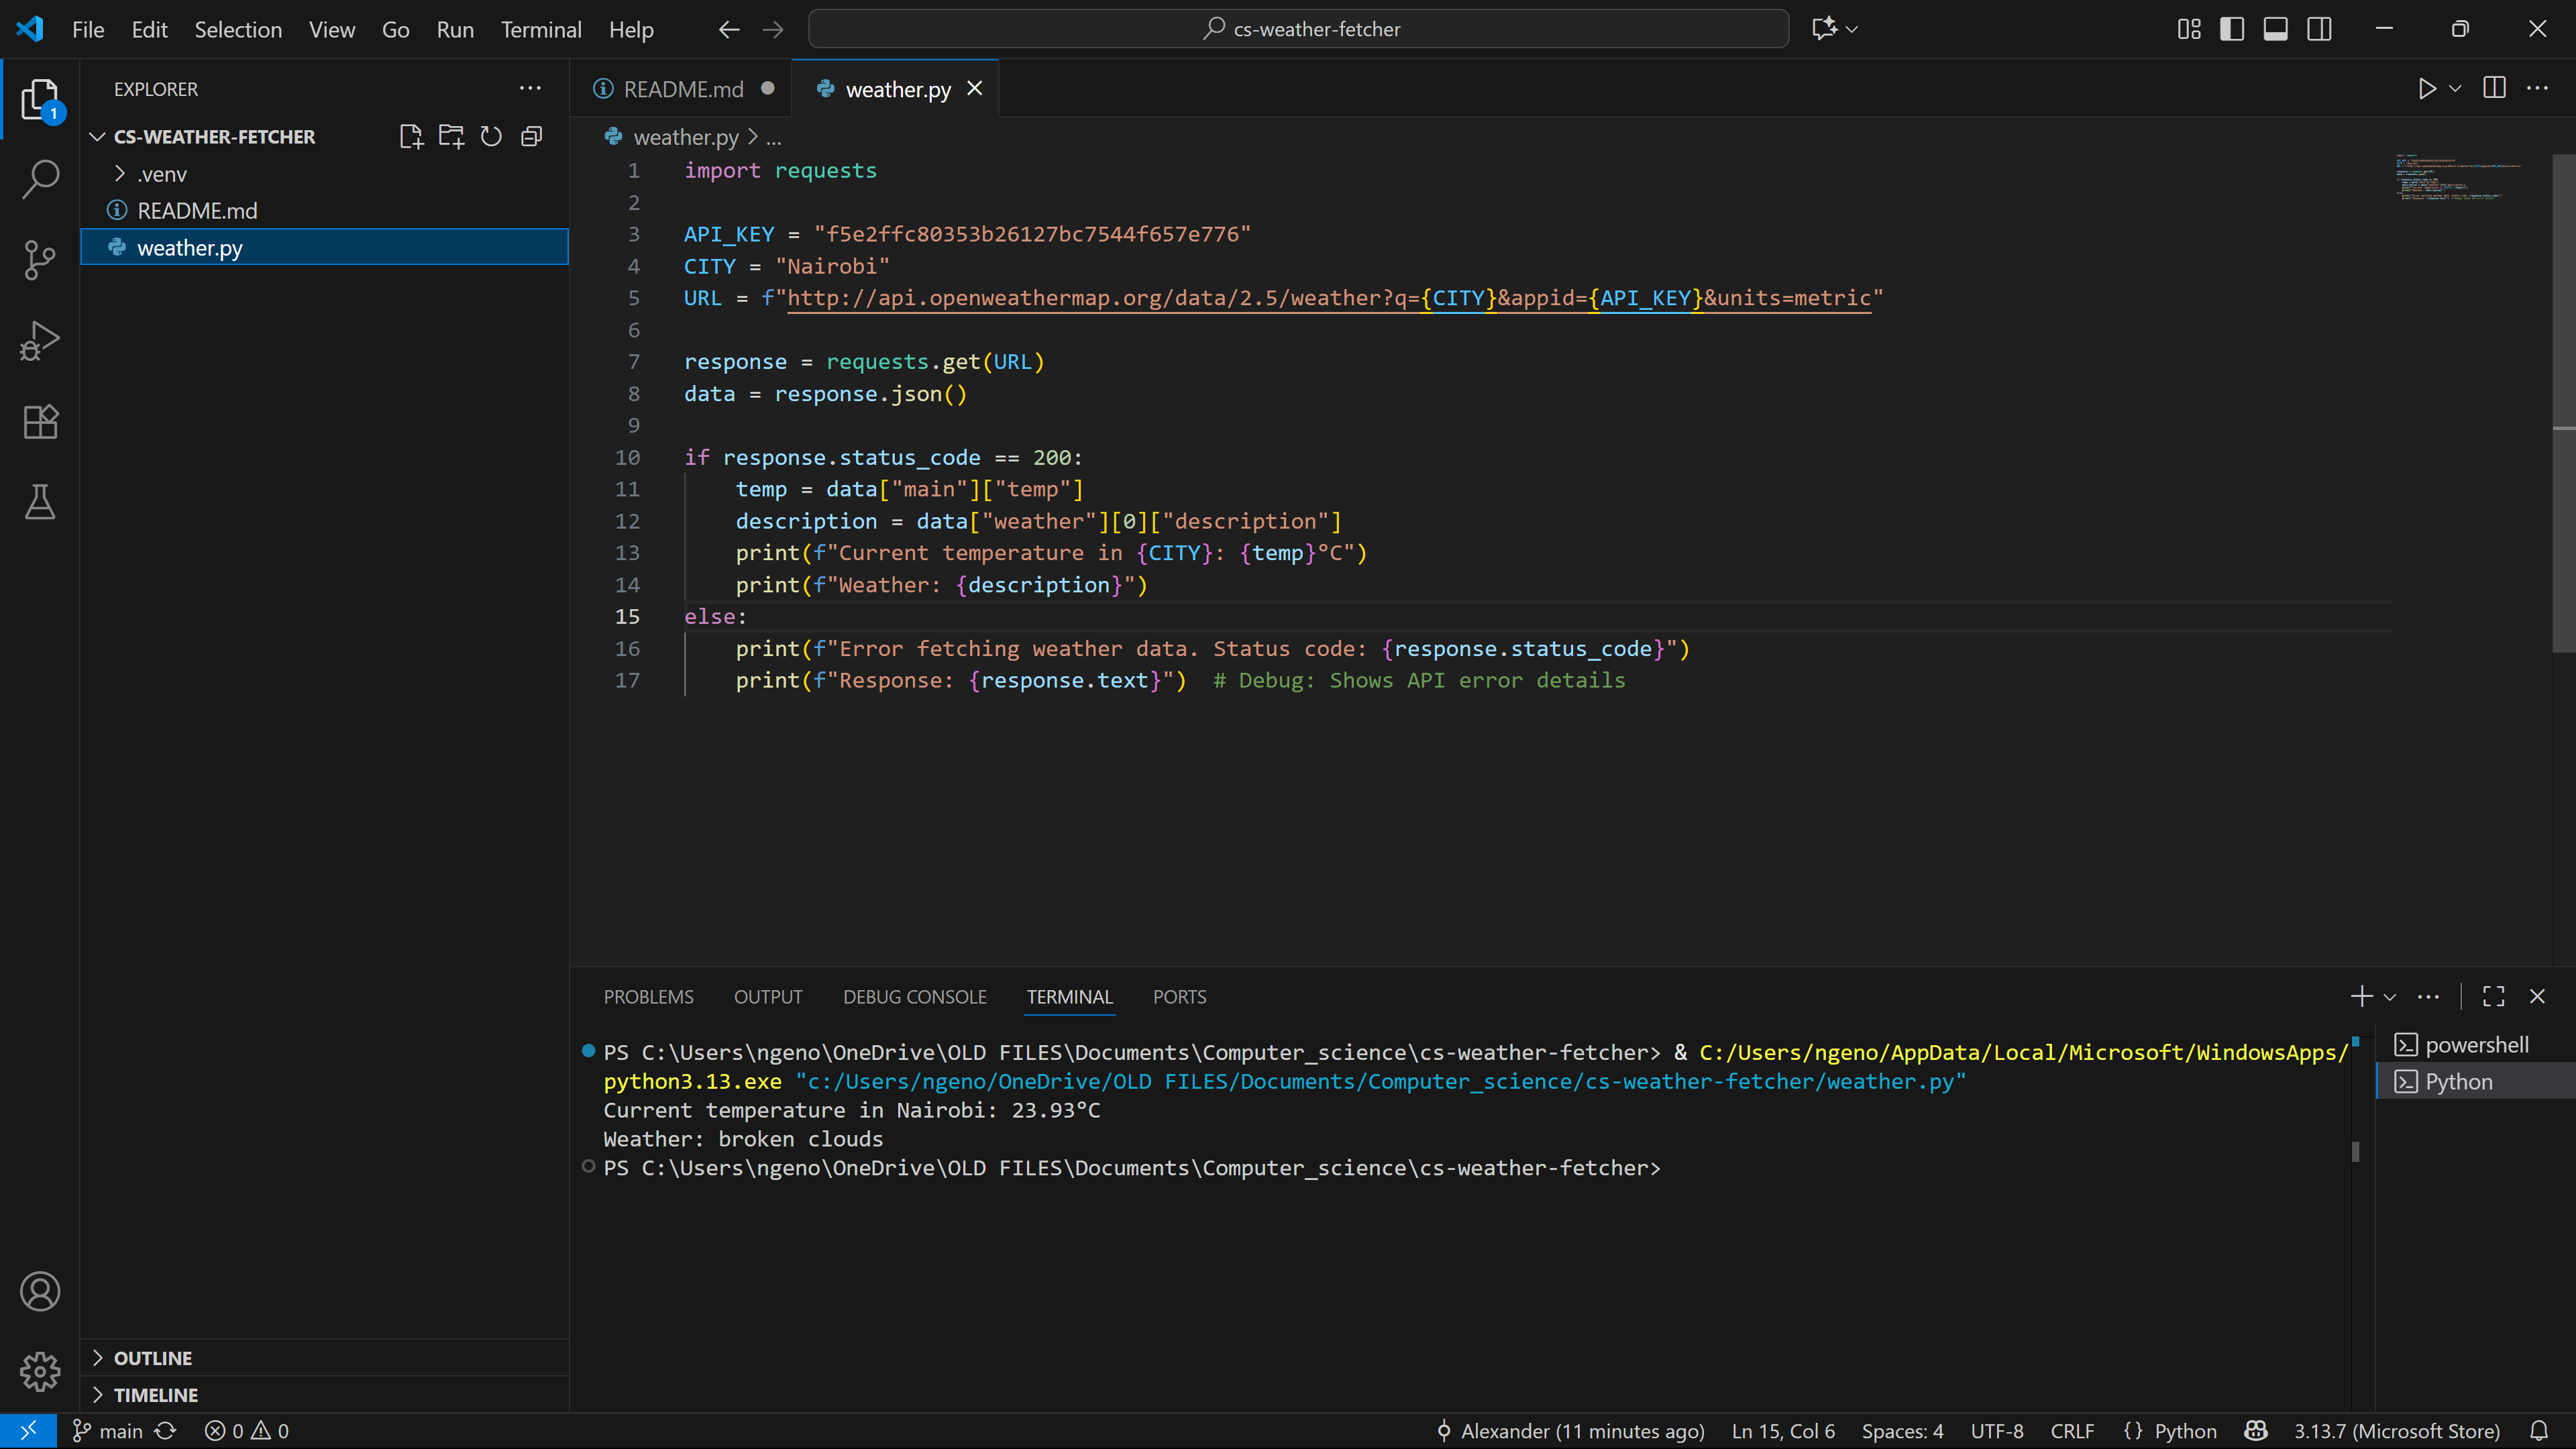 File Edit Selection View Go Run Terminal Help
cs-weather-fetcher
EXPLORER
1
CS-WEATHER-FETCHER
.venv
README.md
weather.py
OUTLINE
TIMELINE
README.md
weather.py
weather.py > ...
1 import requests
2
3 API_KEY = "f5e2ffc80353b26127bc7544f657e776"
4 CITY = "Nairobi"
5 URL = f"http://api.openweathermap.org/data/2.5/weather?q={CITY}&appid={API_KEY}&units=metric"
6
7 response = requests.get(URL)
8 data = response.json()
9
10 if response.status_code == 200:
11     temp = data["main"]["temp"]
12     description = data["weather"][0]["description"]
13     print(f"Current temperature in {CITY}: {temp}°C")
14     print(f"Weather: {description}")
15 else:
16     print(f"Error fetching weather data. Status code: {response.status_code}")
17     print(f"Response: {response.text}")  # Debug: Shows API error details
PROBLEMS OUTPUT DEBUG CONSOLE TERMINAL PORTS
PS C:\Users\ngeno\OneDrive\OLD FILES\Documents\Computer_science\cs-weather-fetcher> & C:/Users/ngeno/AppData/Local/Microsoft/WindowsApps/
python3.13.exe "c:/Users/ngeno/OneDrive/OLD FILES/Documents/Computer_science/cs-weather-fetcher/weather.py"
Current temperature in Nairobi: 23.93°C
Weather: broken clouds
PS C:\Users\ngeno\OneDrive\OLD FILES\Documents\Computer_science\cs-weather-fetcher>
powershell
Python
main 0 0 Alexander (11 minutes ago) Ln 15, Col 6 Spaces: 4 UTF-8 CRLF {} Python 3.13.7 (Microsoft Store)